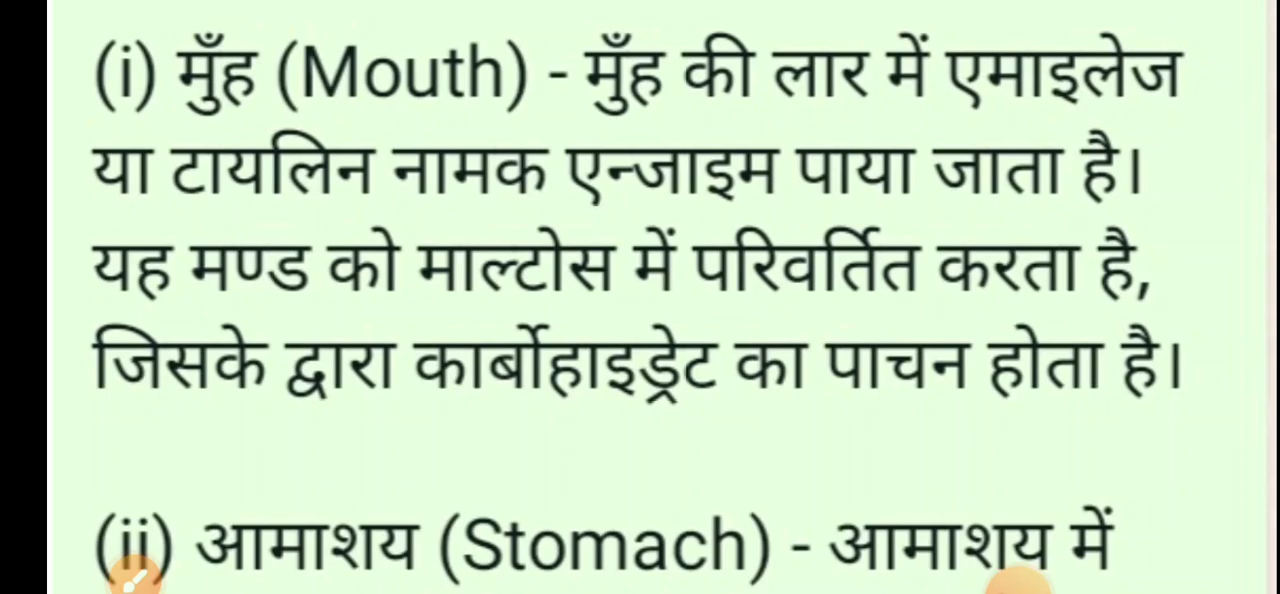 (i) मुँह (Mouth) - मुँह की लार में एमाइलेज
या टायलिन नामक एन्जाइम पाया जाता है।
यह मण्ड को माल्टोस में परिवर्तित करता है,
जिसके द्वारा कार्बोहाइड्रेट का पाचन होता है।
(ii) आमाशय (Stomach) - आमाशय में